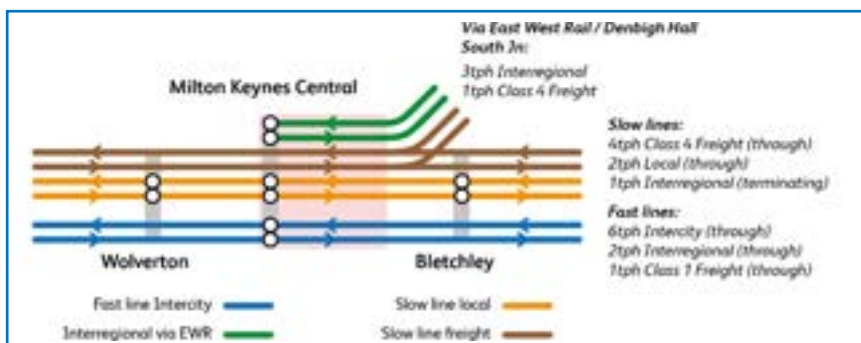 Via East West Rail / Denbigh Hall
South Jn:
3tph Interregional
1tph Class 4 Freight
Milton Keynes Central
Slow lines:
4tph Class 4 Freight (through)
2tph Local (through)
1tph Interregional (terminating)
Fast lines:
6tph Intercity (through)
2tph Interregional (through)
1tph Class 1 Freight (through)
Wolverton
Bletchley
Fast line Intercity
Slow line local
Interregional via EWR
Slow line freight